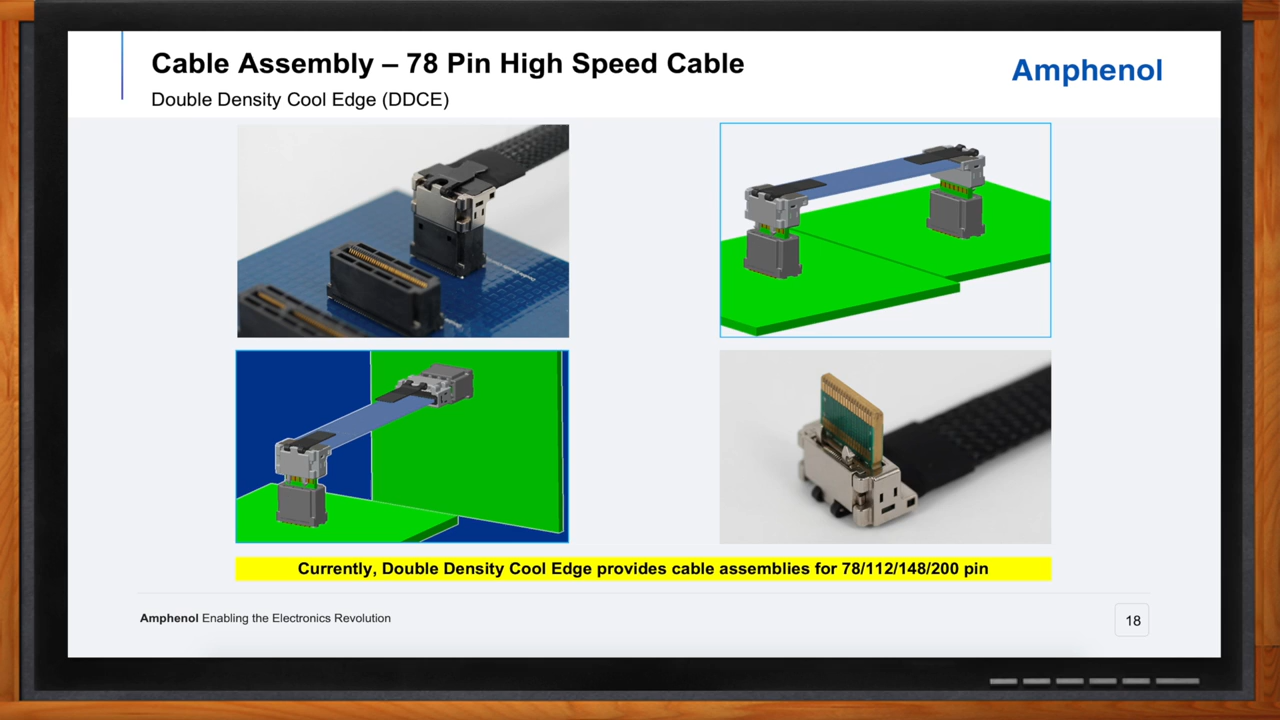 Cable Assembly – 78 Pin High Speed Cable
Amphenol
Double Density Cool Edge (DDCE)
Currently, Double Density Cool Edge provides cable assemblies for 78/112/148/200 pin
Amphenol Enabling the Electronics Revolution
18